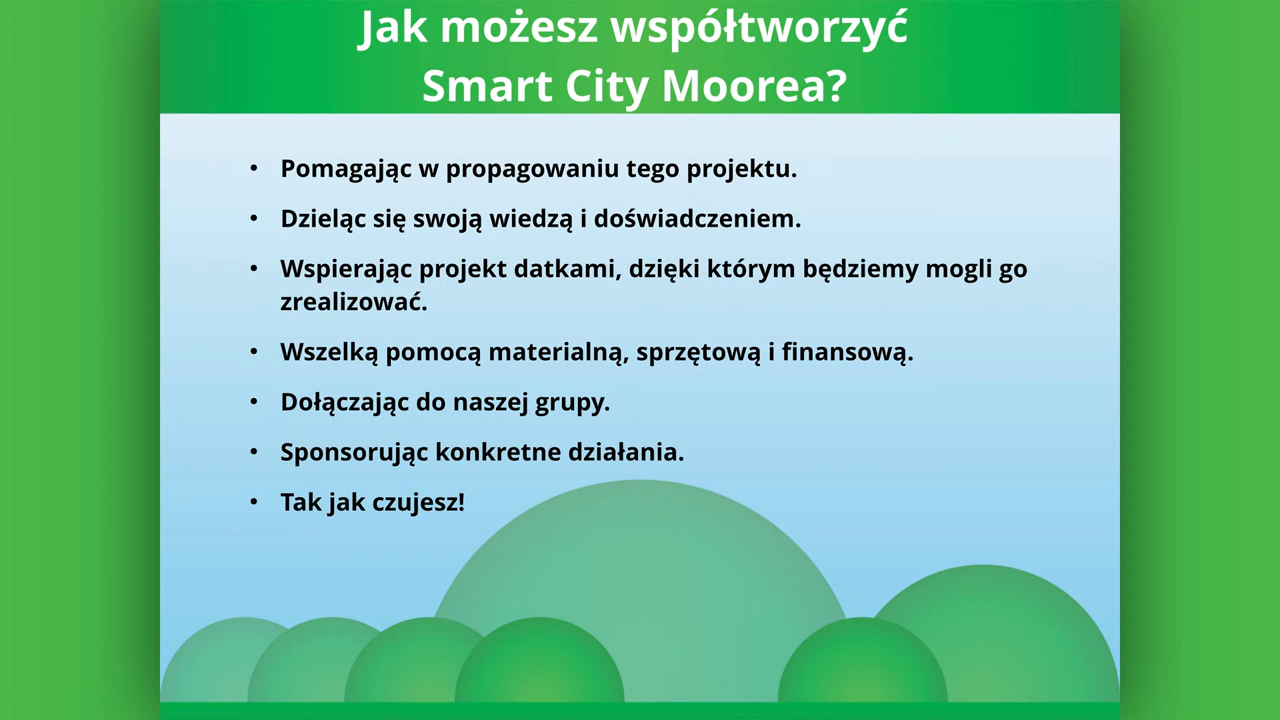 Jak możesz współtworzyć
Smart City Moorea?
• Pomagając w propagowaniu tego projektu.
• Dzieląc się swoją wiedzą i doświadczeniem.
• Wspierając projekt datkami, dzięki którym będziemy mogli go
zrealizować.
• Wszelką pomocą materialną, sprzętową i finansową.
• Dołączając do naszej grupy.
• Sponsorując konkretne działania.
• Tak jak czujesz!